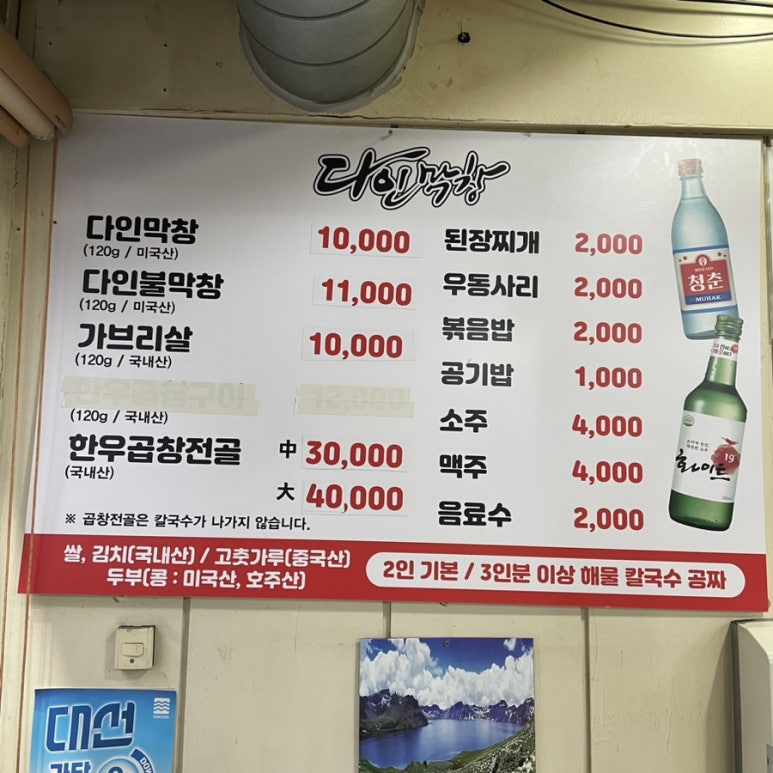 다인막창
다인막창 10,000
(120g / 미국산)
다인불막창 11,000
(120g / 미국산)
가브리살 10,000
(120g / 국내산)
(120g / 국내산)
한우곱창전골 中 30,000
(국내산)
大 40,000
※ 곱창전골은 칼국수가 나가지 않습니다.
된장찌개 2,000
우동사리 2,000
볶음밥 2,000
공기밥 1,000
소주 4,000
맥주 4,000
음료수 2,000
청춘
MUHAK
19
화이트
쌀, 김치(국내산) / 고춧가루(중국산)
두부(콩 : 미국산, 호주산)
2인 기본 / 3인분 이상 해물 칼국수 공짜
대선